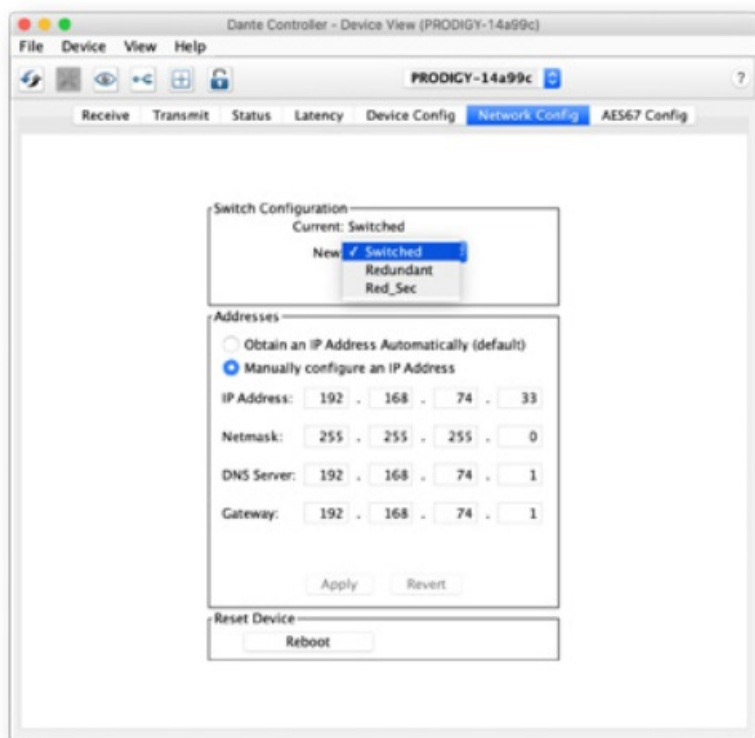 Dante Controller - Device View (PRODIGY-14a99c)
File Device View Help
PRODIGY-14a99c ?
Receive Transmit Status Latency Device Config Network Config AES67 Config
Switch Configuration
Current: Switched
New: ✓ Switched
Redundant
Red_Sec
Addresses
Obtain an IP Address Automatically (default)
Manually configure an IP Address
IP Address: 192 . 168 . 74 . 33
Netmask: 255 . 255 . 255 . 0
DNS Server: 192 . 168 . 74 . 1
Gateway: 192 . 168 . 74 . 1
Apply Revert
Reset Device
Reboot